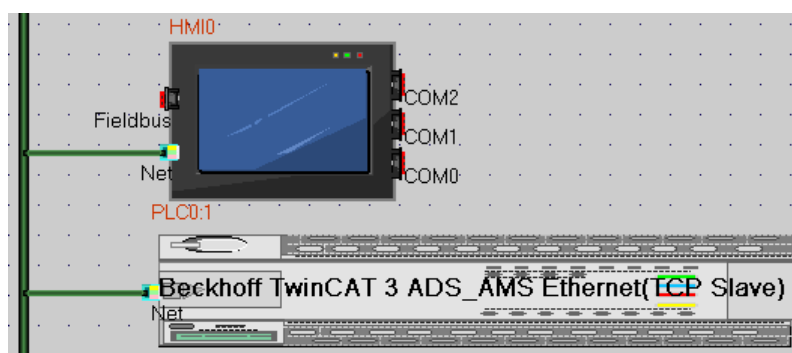 HMI0
COM2
Fieldbus
COM1
Net
COM0
PLC0:1
Beckhoff TwinCAT 3 ADS_AMS Ethernet(TCP Slave)
Net